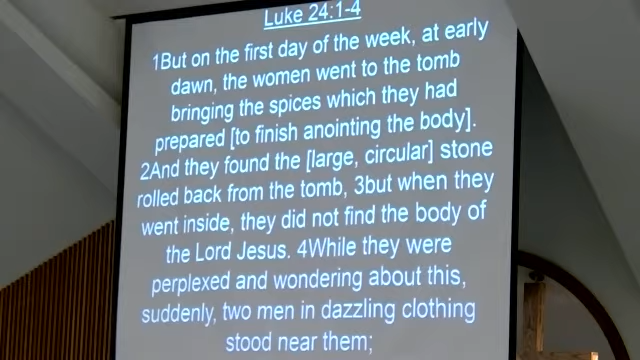 Luke 24:1-4
1But on the first day of the week, at early
dawn, the women went to the tomb
bringing the spices which they had
prepared [to finish anointing the body].
2And they found the [large, circular] stone
rolled back from the tomb, 3but when they
went inside, they did not find the body of
the Lord Jesus. 4While they were
perplexed and wondering about this,
suddenly, two men in dazzling clothing
stood near them;